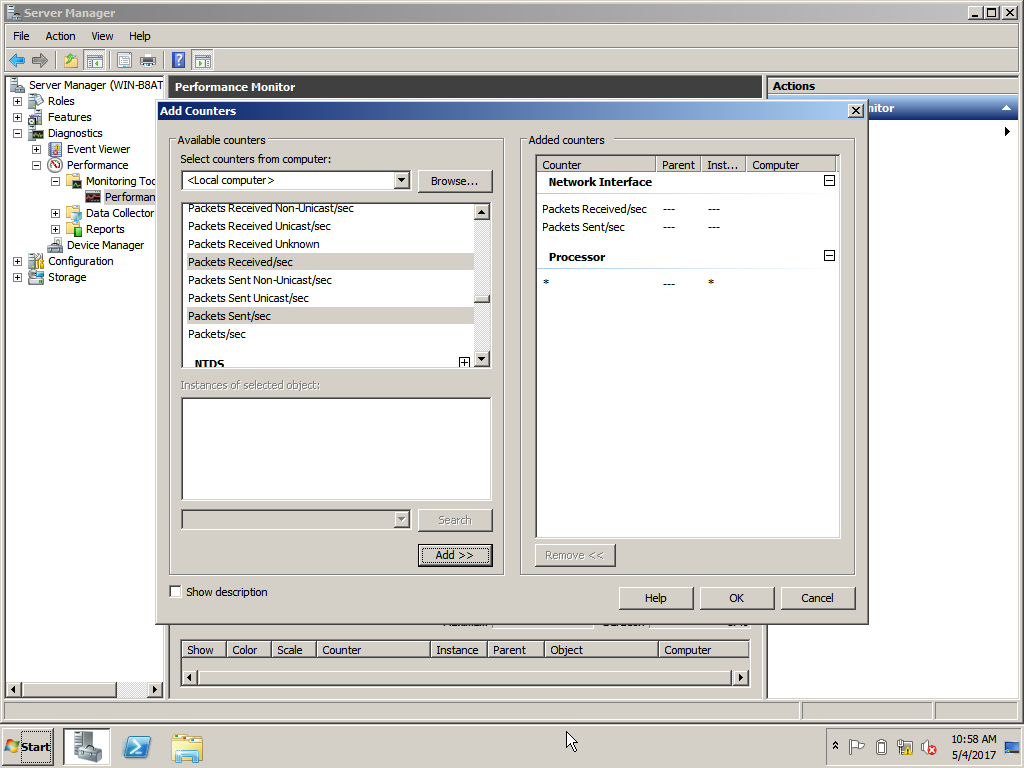 Server Manager
File Action View Help
Server Manager (WIN-B8AT
Roles
Features
Diagnostics
Event Viewer
Performance
Monitoring Too
Performan
Data Collector
Reports
Device Manager
Configuration
Storage
Performance Monitor
Actions
nitor
Add Counters
Available counters
Select counters from computer:
<Local computer>
Browse...
Packets Received Non-Unicast/sec
Packets Received Unicast/sec
Packets Received Unknown
Packets Received/sec
Packets Sent Non-Unicast/sec
Packets Sent Unicast/sec
Packets Sent/sec
Packets/sec
NTDS
Instances of selected object:
Search
Add >>
Show description
Added counters
Counter Parent Inst... Computer
Network Interface
Packets Received/sec --- ---
Packets Sent/sec --- ---
Processor
* --- *
Remove <<
Help OK Cancel
Show Color Scale Counter Instance Parent Object Computer
Start
10:58 AM
5/4/2017